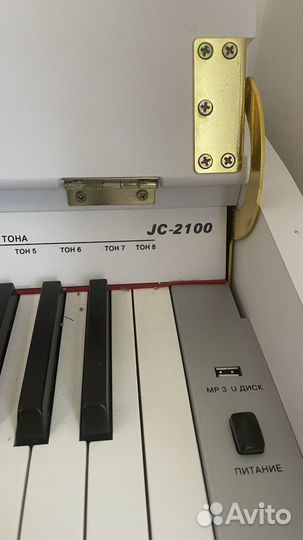 JC-2100
ТОНА
ТОН 5 ТОН 6 ТОН 7 ТОН 8
MP 3 U ДИСК
ПИТАНИЕ
Avito